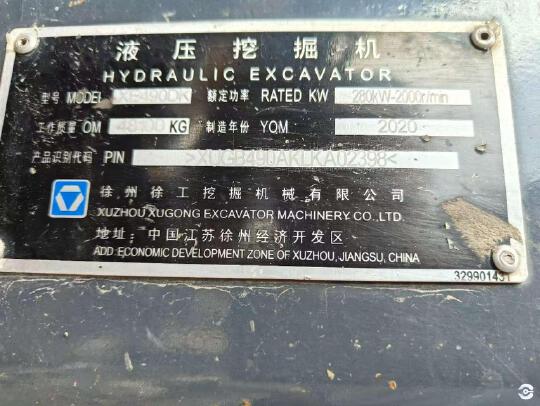 液压挖掘机
HYDRAULIC EXCAVATOR
型号 MODEL XE490DK 额定功率 RATED KW 280kW-2000r/min
工作质量 OM KG 制造年份 YOM 2020
产品识别代码 PIN >XUGB490AKLKA02398<
徐州徐工挖掘机械有限公司
XUZHOU XUGONG EXCAVATOR MACHINERY CO., LTD.
地址: 中国江苏徐州经济开发区
ADD: ECONOMIC DEVELOPMENT ZONE OF XUZHOU, JIANGSU, CHINA
329901431